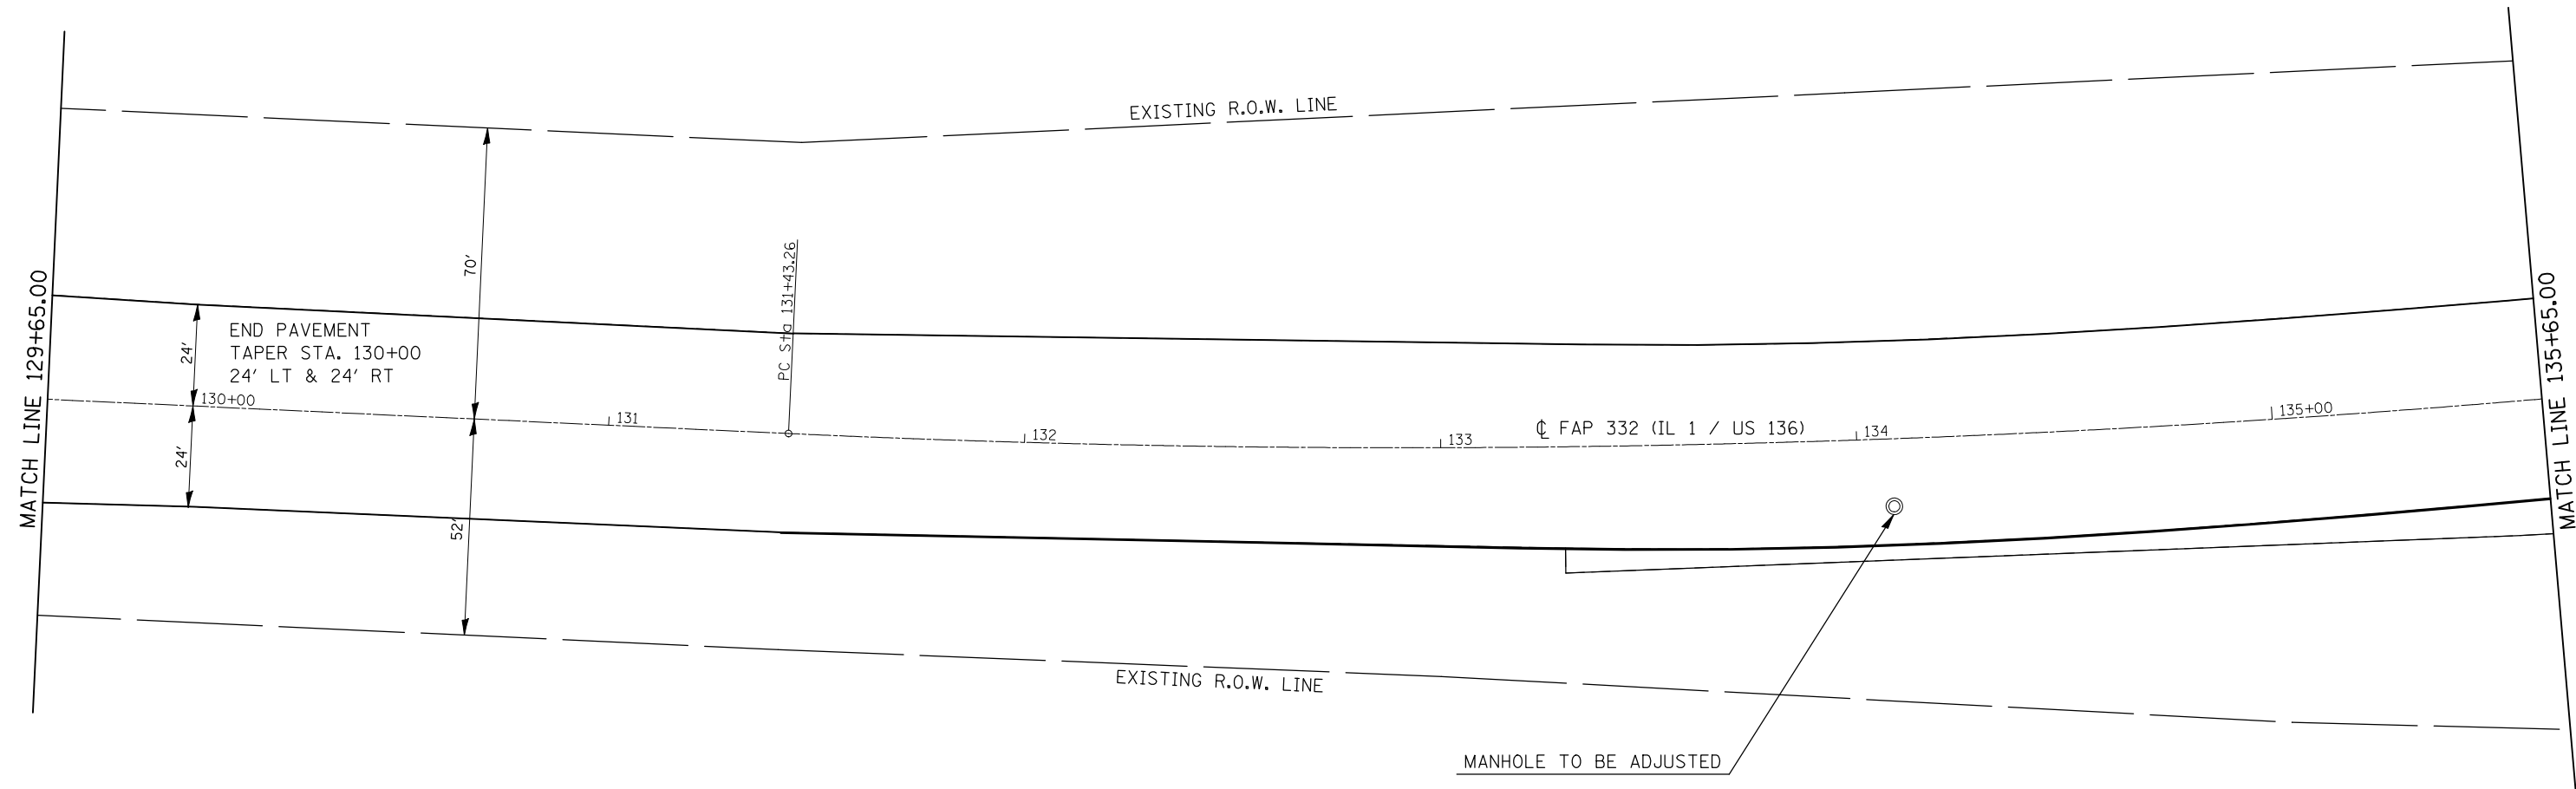 EXISTING R.O.W. LINE
MATCH LINE 129+65.00
70'
PC Sta 131+43.26
MATCH LINE 135+65.00
24'
END PAVEMENT
TAPER STA. 130+00
24' LT & 24' RT
130+00
131
132
133
℄ FAP 332 (IL 1 / US 136)
134
135+00
24'
52'
EXISTING R.O.W. LINE
MANHOLE TO BE ADJUSTED